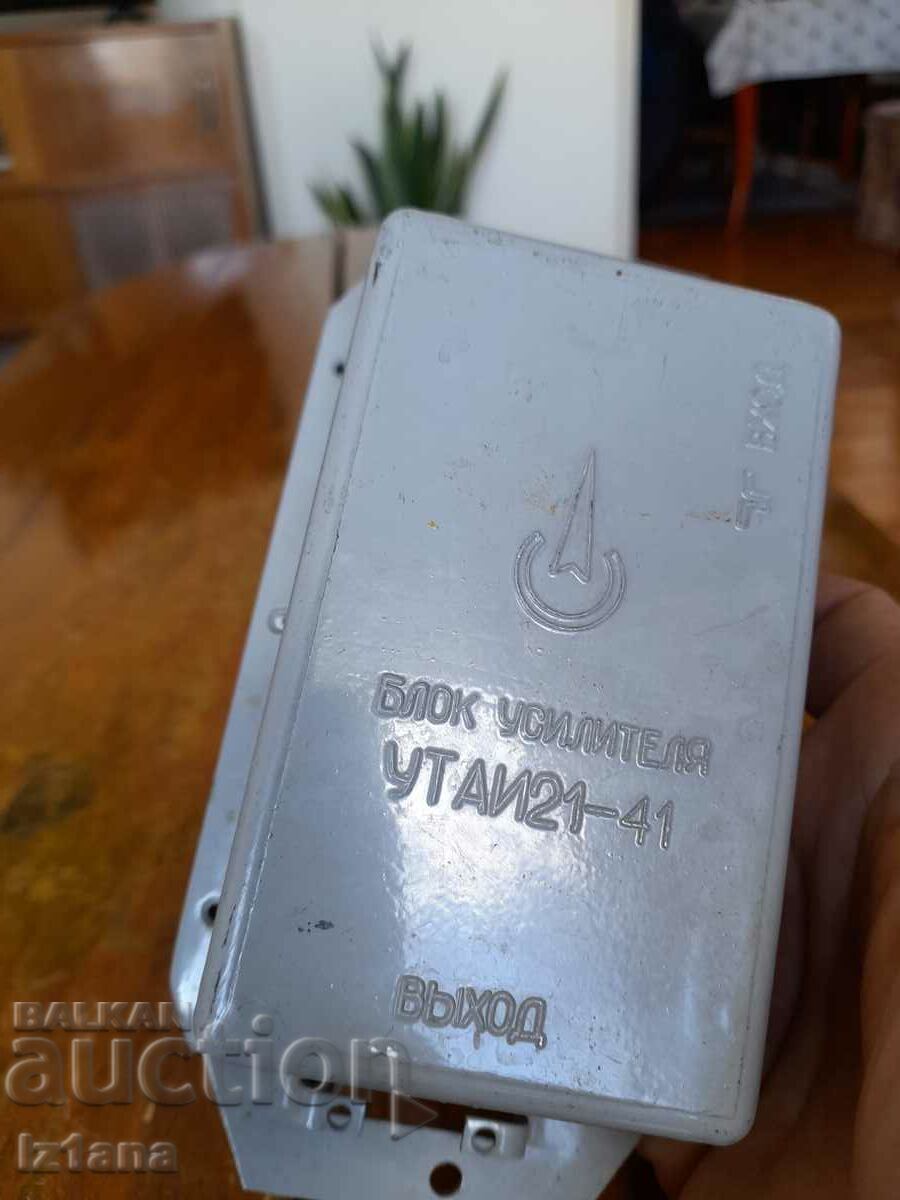 ВХОД
БЛОК УСИЛИТЕЛЯ
УТАИ21-41
ВЫХОД
BALKAN
auction
Iz1ana